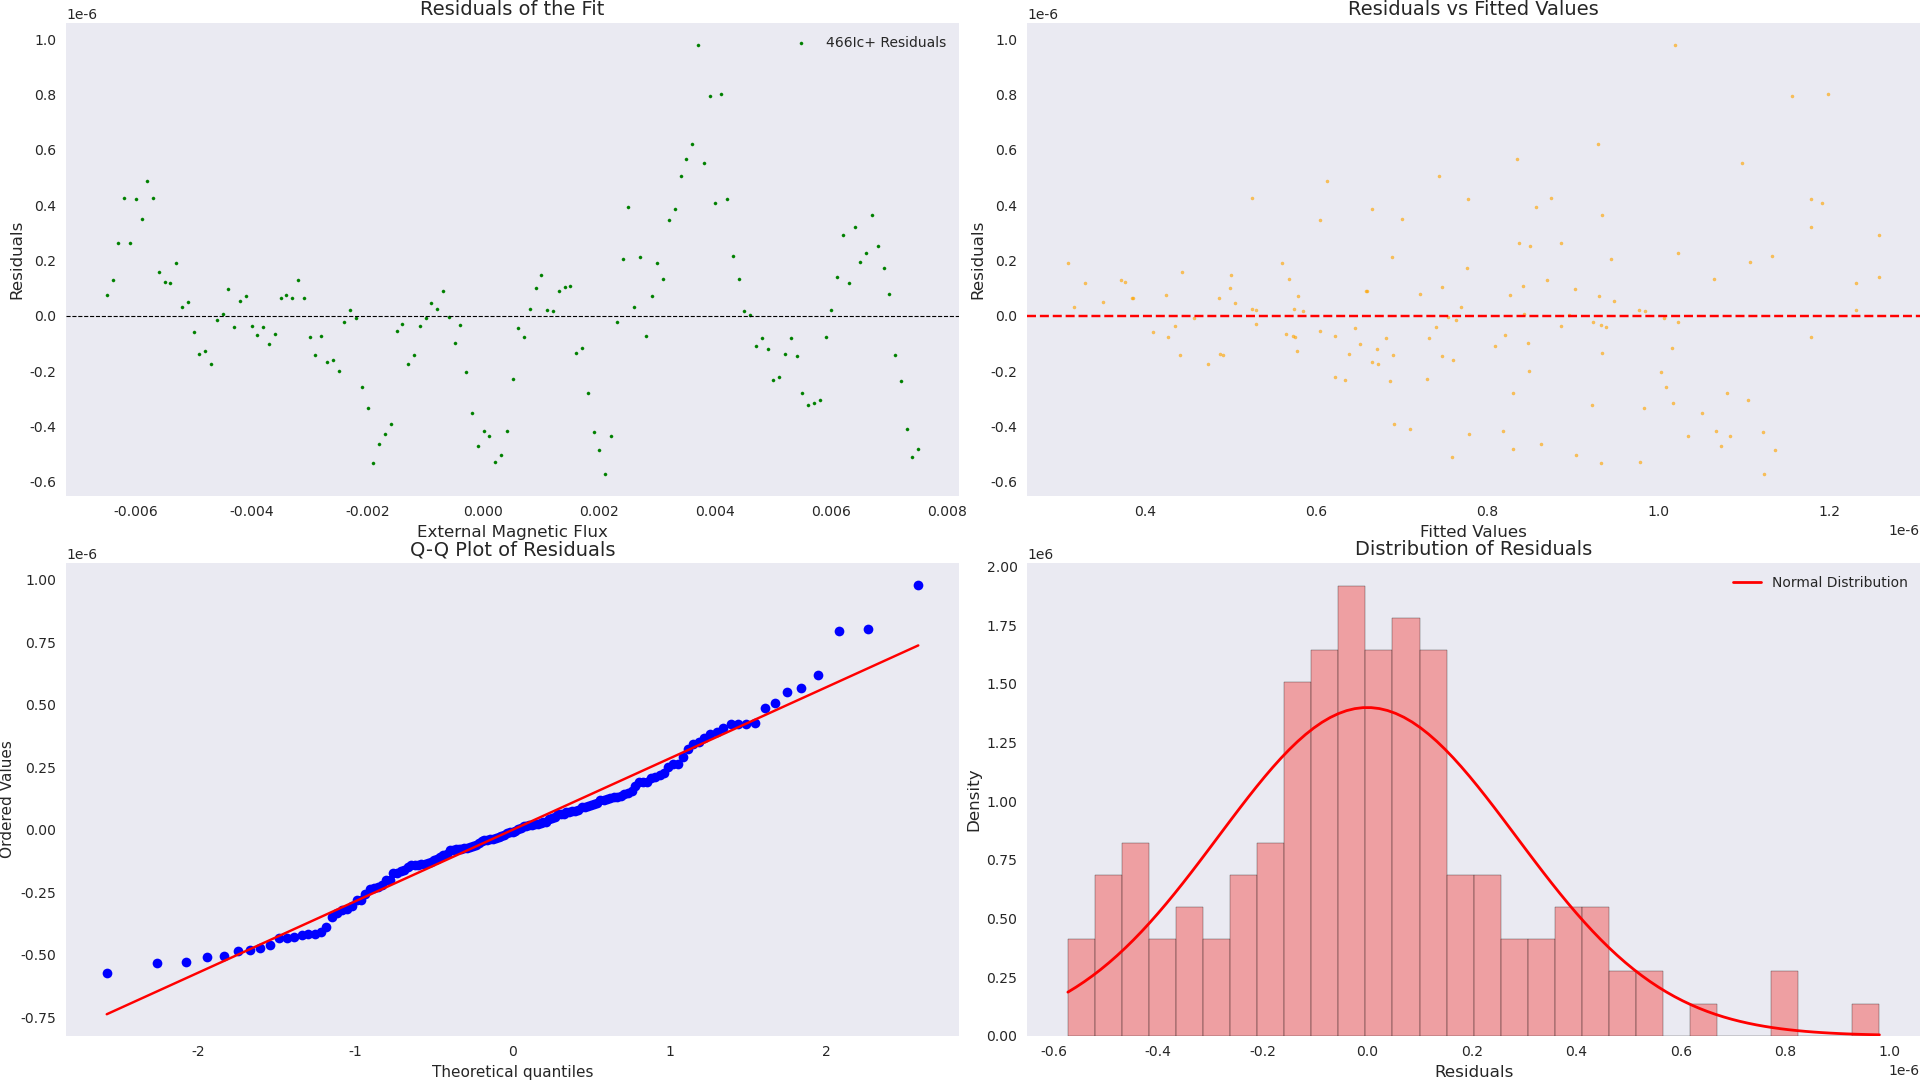 Residuals of the Fit
1e-6
466Ic+ Residuals
1.0
0.8
0.6
0.4
0.2
0.0
-0.2
-0.4
-0.6
Residuals
-0.006 -0.004 -0.002 0.000 0.002 0.004 0.006 0.008
External Magnetic Flux
Residuals vs Fitted Values
1e-6
1.0
0.8
0.6
0.4
0.2
0.0
-0.2
-0.4
-0.6
Residuals
0.4 0.6 0.8 1.0 1.2
1e-6
Fitted Values
Q-Q Plot of Residuals
1e-6
1.00
0.75
0.50
0.25
0.00
-0.25
-0.50
-0.75
Ordered Values
-2 -1 0 1 2
Theoretical quantiles
Distribution of Residuals
1e6
Normal Distribution
2.00
1.75
1.50
1.25
1.00
0.75
0.50
0.25
0.00
Density
-0.6 -0.4 -0.2 0.0 0.2 0.4 0.6 0.8 1.0
1e-6
Residuals